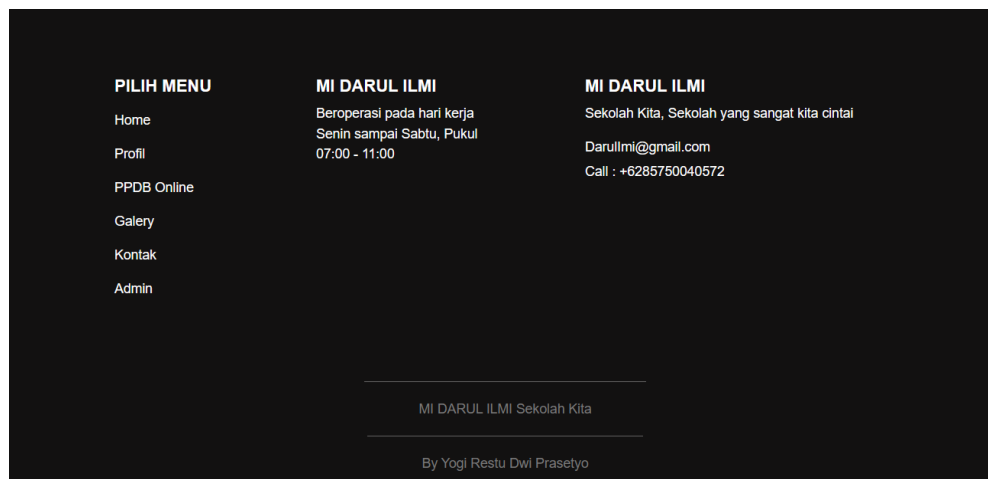 PILIH MENU
Home
Profil
PPDB Online
Galery
Kontak
Admin
MI DARUL ILMI
Beroperasi pada hari kerja
Senin sampai Sabtu, Pukul
07:00 - 11:00
MI DARUL ILMI
Sekolah Kita, Sekolah yang sangat kita cintai
DarulImi@gmail.com
Call : +6285750040572
MI DARUL ILMI Sekolah Kita
By Yogi Restu Dwi Prasetyo